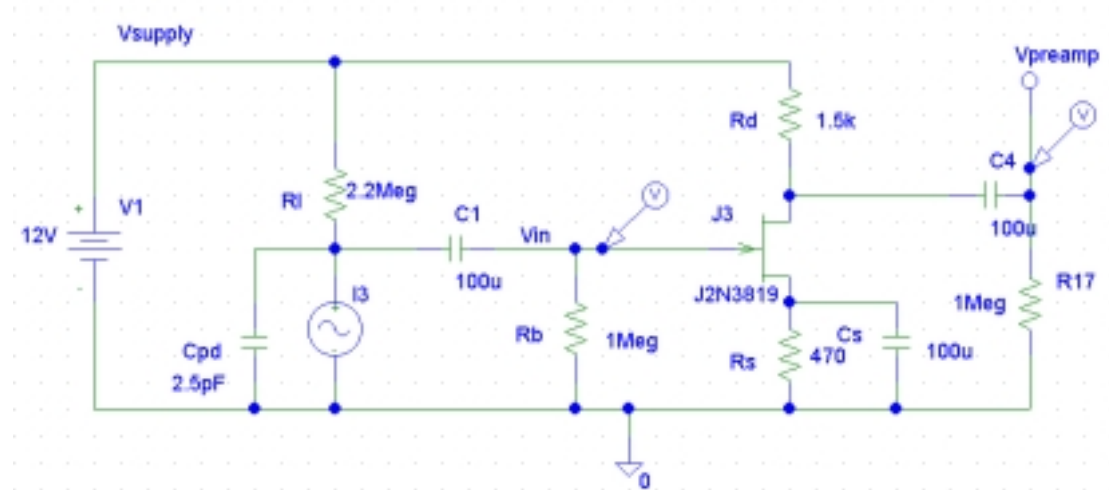 Vsupply
Vpreamp
Rd
1.5k
C4
100u
V
V
Rl
2.2Meg
V1
12V
+
-
C1
100u
Vin
J3
J2N3819
I3
+
-
Rb
1Meg
Cpd
2.5pF
Rs
470
Cs
100u
R17
1Meg
0